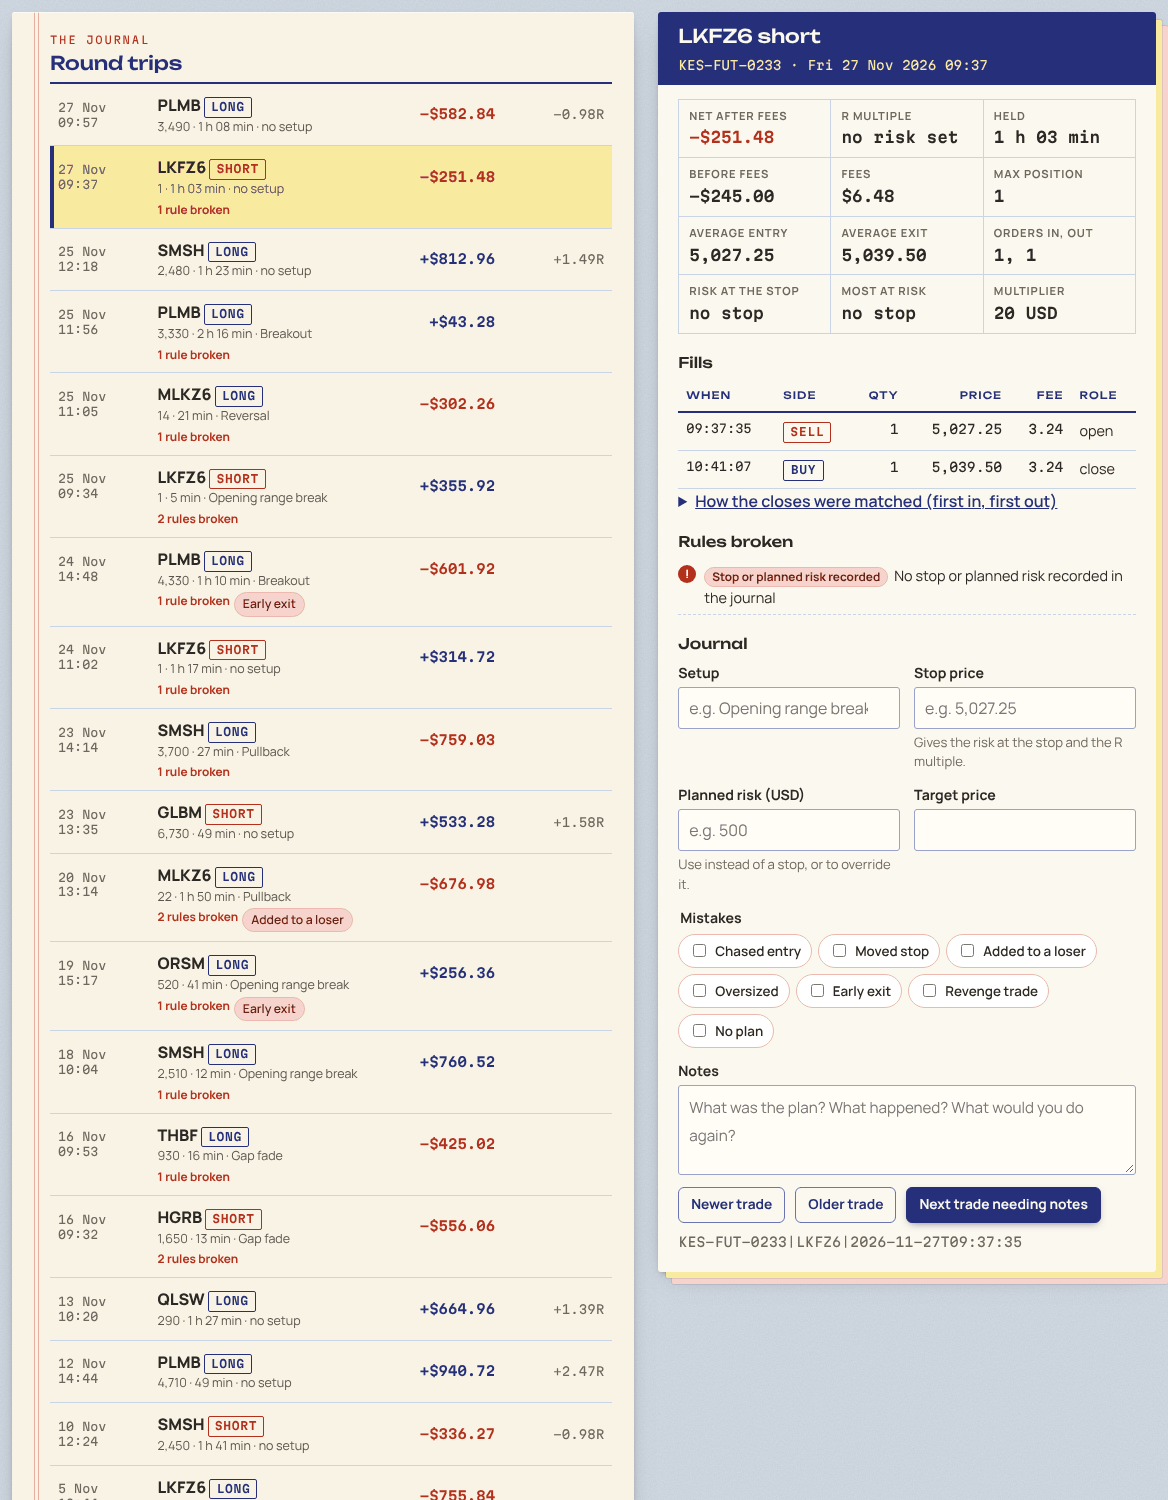 THE JOURNAL
Round trips
27 Nov 09:57 PLMB LONG −$582.84 −0.98R
3,490 · 1 h 08 min · no setup
27 Nov 09:37 LKFZ6 SHORT −$251.48
1 · 1 h 03 min · no setup
1 rule broken
25 Nov 12:18 SMSH LONG +$812.96 +1.49R
2,480 · 1 h 23 min · no setup
25 Nov 11:56 PLMB LONG +$43.28
3,330 · 2 h 16 min · Breakout
1 rule broken
25 Nov 11:05 MLKZ6 LONG −$302.26
14 · 21 min · Reversal
1 rule broken
25 Nov 09:34 LKFZ6 SHORT +$355.92
1 · 5 min · Opening range break
2 rules broken
24 Nov 14:48 PLMB LONG −$601.92
4,330 · 1 h 10 min · Breakout
1 rule broken Early exit
24 Nov 11:02 LKFZ6 SHORT +$314.72
1 · 1 h 17 min · no setup
1 rule broken
23 Nov 14:14 SMSH LONG −$759.03
3,700 · 27 min · Pullback
1 rule broken
23 Nov 13:35 GLBM SHORT +$533.28 +1.58R
6,730 · 49 min · no setup
20 Nov 13:14 MLKZ6 LONG −$676.98
22 · 1 h 50 min · Pullback
2 rules broken Added to a loser
19 Nov 15:17 ORSM LONG +$256.36
520 · 41 min · Opening range break
1 rule broken Early exit
18 Nov 10:04 SMSH LONG +$760.52
2,510 · 12 min · Opening range break
1 rule broken
16 Nov 09:53 THBF LONG −$425.02
930 · 16 min · Gap fade
1 rule broken
16 Nov 09:32 HGRB SHORT −$556.06
1,650 · 13 min · Gap fade
2 rules broken
13 Nov 10:20 QLSW LONG +$664.96 +1.39R
290 · 1 h 27 min · no setup
12 Nov 14:44 PLMB LONG +$940.72 +2.47R
4,710 · 49 min · no setup
10 Nov 12:24 SMSH SHORT −$336.27 −0.98R
2,450 · 1 h 41 min · no setup
5 Nov LKFZ6 LONG −$755.84
LKFZ6 short
KES-FUT-0233 · Fri 27 Nov 2026 09:37
NET AFTER FEES R MULTIPLE HELD
−$251.48 no risk set 1 h 03 min
BEFORE FEES FEES MAX POSITION
−$245.00 $6.48 1
AVERAGE ENTRY AVERAGE EXIT ORDERS IN, OUT
5,027.25 5,039.50 1, 1
RISK AT THE STOP MOST AT RISK MULTIPLIER
no stop no stop 20 USD
Fills
WHEN SIDE QTY PRICE FEE ROLE
09:37:35 SELL 1 5,027.25 3.24 open
10:41:07 BUY 1 5,039.50 3.24 close
How the closes were matched (first in, first out)
Rules broken
! Stop or planned risk recorded No stop or planned risk recorded in
the journal
Journal
Setup Stop price
e.g. Opening range break e.g. 5,027.25
Gives the risk at the stop and the R
multiple.
Planned risk (USD) Target price
e.g. 500
Use instead of a stop, or to override
it.
Mistakes
Chased entry Moved stop Added to a loser
Oversized Early exit Revenge trade
No plan
Notes
What was the plan? What happened? What would you do
again?
Newer trade Older trade Next trade needing notes
KES-FUT-0233|LKFZ6|2026-11-27T09:37:35